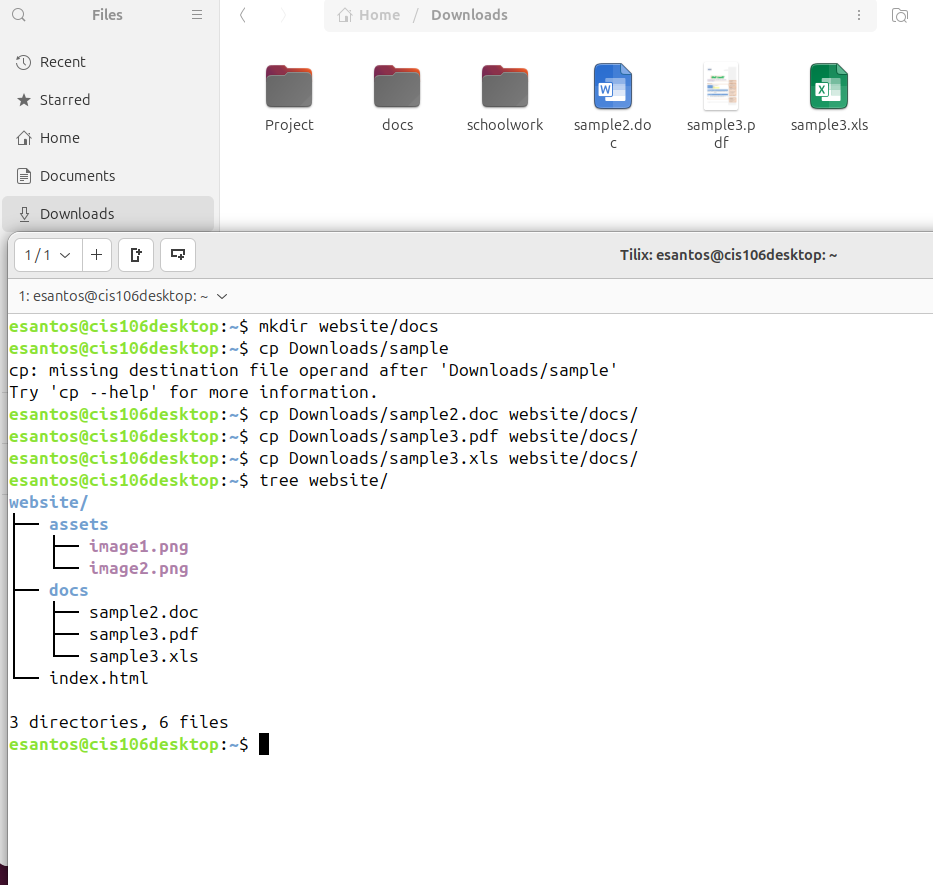 Files
Home / Downloads
Recent
Starred
Home
Documents
Downloads
Project
docs
schoolwork
sample2.do
c
sample3.p
df
sample3.xls
1 / 1
Tilix: esantos@cis106desktop: ~
1: esantos@cis106desktop: ~
esantos@cis106desktop:~$ mkdir website/docs
esantos@cis106desktop:~$ cp Downloads/sample
cp: missing destination file operand after 'Downloads/sample'
Try 'cp --help' for more information.
esantos@cis106desktop:~$ cp Downloads/sample2.doc website/docs/
esantos@cis106desktop:~$ cp Downloads/sample3.pdf website/docs/
esantos@cis106desktop:~$ cp Downloads/sample3.xls website/docs/
esantos@cis106desktop:~$ tree website/
website/
├── assets
│   ├── image1.png
│   └── image2.png
├── docs
│   ├── sample2.doc
│   ├── sample3.pdf
│   └── sample3.xls
└── index.html
3 directories, 6 files
esantos@cis106desktop:~$